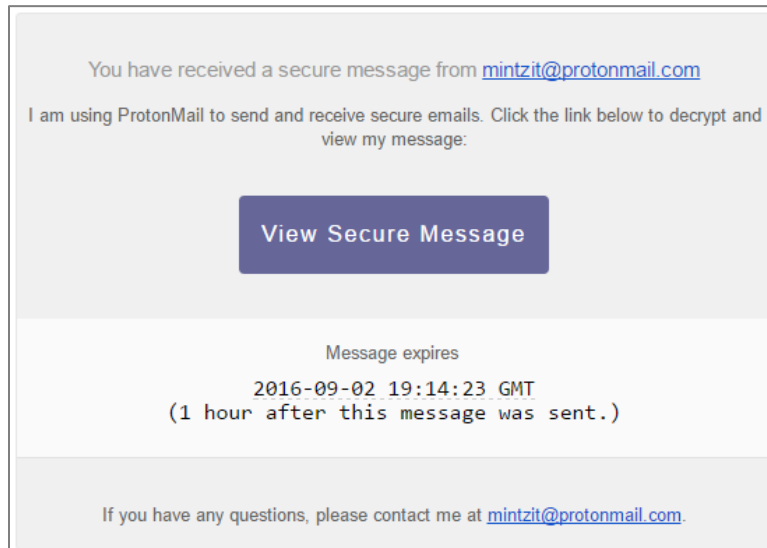 You have received a secure message from mintzit@protonmail.com
I am using ProtonMail to send and receive secure emails. Click the link below to decrypt and
view my message:
View Secure Message
Message expires
2016-09-02 19:14:23 GMT
(1 hour after this message was sent.)
If you have any questions, please contact me at mintzit@protonmail.com.